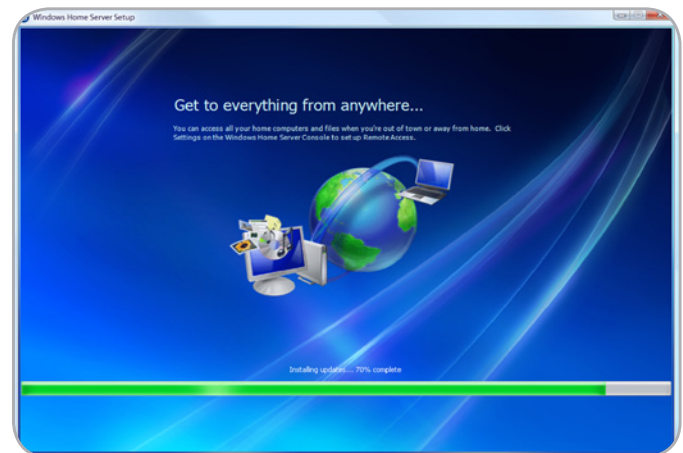 Windows Home Server Setup
Get to everything from anywhere...
You can access all your home computers and files when you're out of town or away from home. Click
Settings on the Windows Home Server Console to set up Remote Access.
Installing updates.... 70% complete